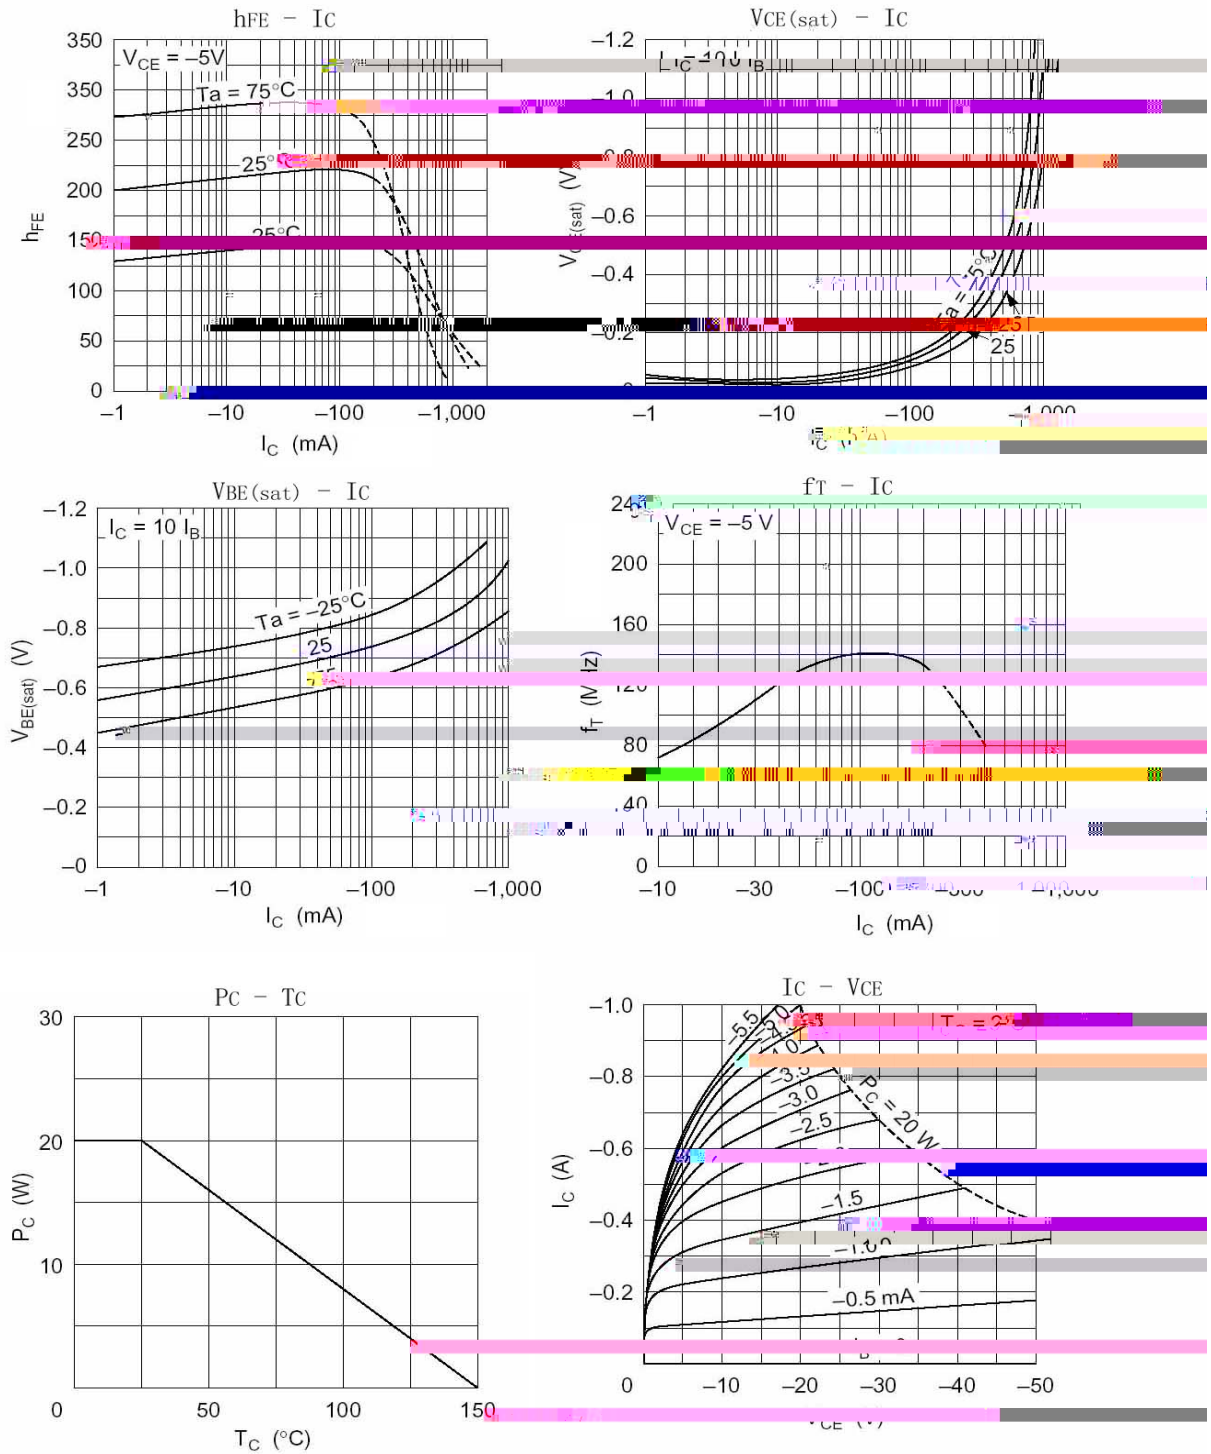 hFE – IC
350
VCE = –5V
350
Ta = 75°C
250
25°
200
hFE
150
25°C
100
50
0
–1
–10
–100
–1,000
IC (mA)
VCE(sat) – IC
–1.2
–0.6
–0.4
25
–1
–10
–100
VBE(sat) – IC
–1.2
IC = 10 IB
–1.0
Ta = –25°C
–0.8
25
VBE(sat) (V)
–0.6
–0.4
–0.2
–0
–1
–10
–100
–1,000
IC (mA)
fT – IC
VCE = –5 V
200
160
80
40
0
–10
–30
–100
IC (mA)
PC – TC
30
20
PC (W)
10
0
50
100
150
TC (°C)
IC – VCE
–1.0
–5.5
–5.0
–3.5
–0.8
–3.0
PC = 20 W
–2.5
–0.6
IC (A)
–1.5
–0.4
–1.0
–0.2
–0.5 mA
0
–10
–20
–30
–40
–50